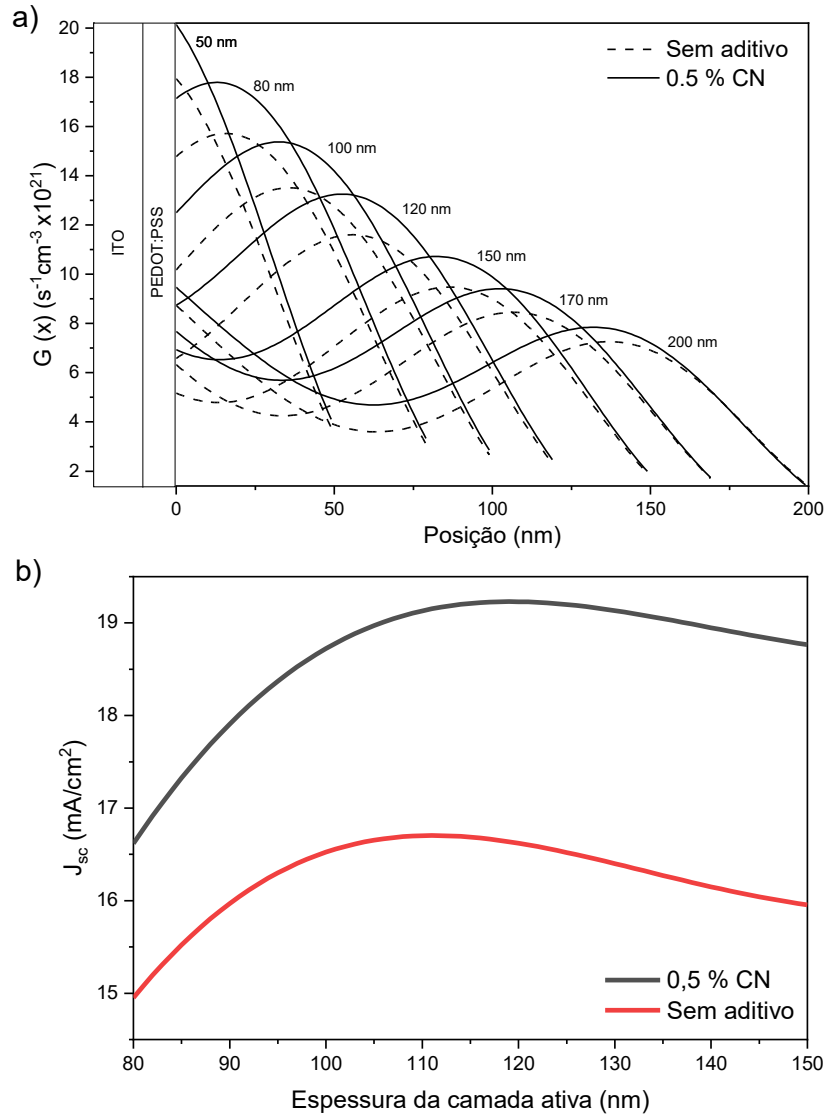 a)
20
18
16
14
12
10
8
6
4
2
G (x) (s⁻¹cm⁻³ x10²¹)
ITO
PEDOT:PSS
50 nm
80 nm
100 nm
120 nm
150 nm
170 nm
200 nm
Sem aditivo
0.5 % CN
0 50 100 150 200
Posição (nm)
b)
19
18
17
16
15
J_sc (mA/cm²)
0,5 % CN
Sem aditivo
80 90 100 110 120 130 140 150
Espessura da camada ativa (nm)